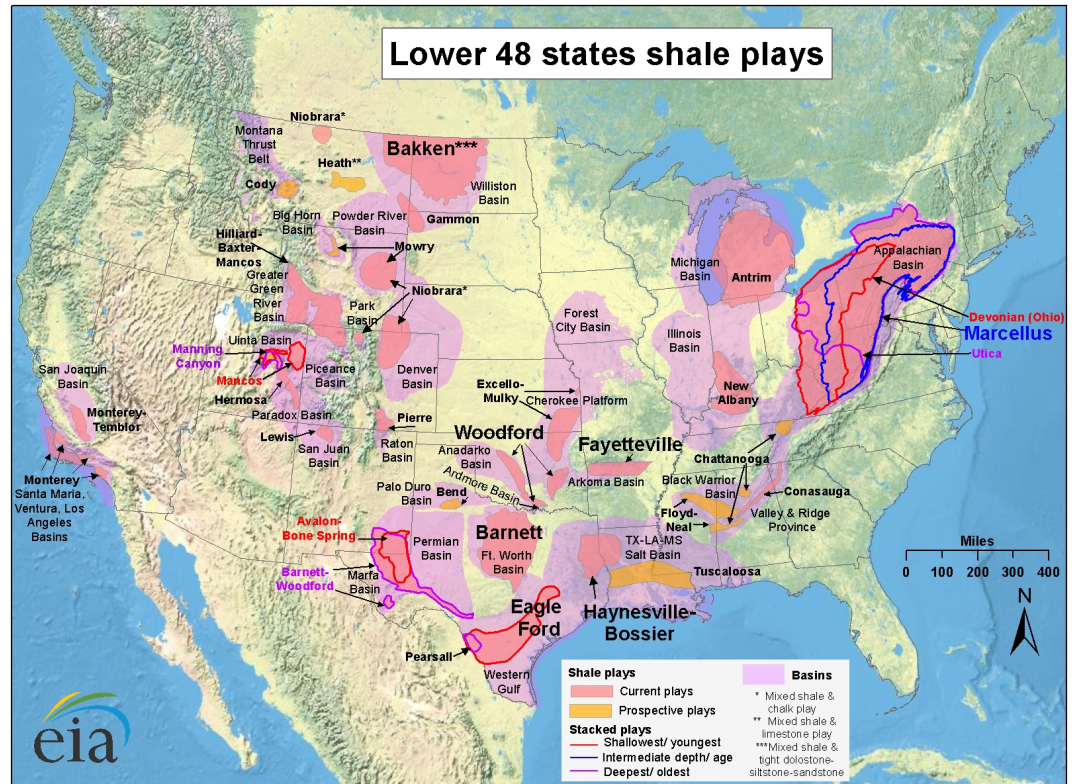 Lower 48 states shale plays
Niobrara*
Montana
Thrust
Belt
Bakken***
Heath**
Cody
Williston
Basin
Big Horn
Basin
Powder River
Basin
Gammon
Hilliard-
Baxter-
Mancos
Mowry
Greater
Green
River
Basin
Niobrara*
Park
Basin
Michigan
Basin
Antrim
Appalachian
Basin
Forest
City Basin
Illinois
Basin
Devonian (Ohio)
Marcellus
Utica
Uinta Basin
Manning
Canyon
Mancos
Piceance
Basin
Denver
Basin
San Joaquin
Basin
Hermosa
Excello-
Mulky
Cherokee Platform
New
Albany
Monterey-
Temblor
Paradox Basin
Pierre
Lewis
San Juan
Basin
Raton
Basin
Woodford
Anadarko
Basin
Fayetteville
Chattanooga
Monterey
Santa Maria,
Ventura, Los
Angeles
Basins
Palo Duro
Basin
Bend
Ardmore Basin
Arkoma Basin
Black Warrior
Basin
Conasauga
Floyd-
Neal
Valley & Ridge
Province
Avalon-
Bone Spring
Permian
Basin
Barnett
Ft. Worth
Basin
TX-LA-MS
Salt Basin
Tuscaloosa
Barnett-
Woodford
Marfa
Basin
Eagle
Ford
Haynesville-
Bossier
Pearsall
Western
Gulf
Miles
0 100 200 300 400
N
Shale plays
Current plays
Prospective plays
Stacked plays
Shallowest/ youngest
Intermediate depth/ age
Deepest/ oldest
Basins
* Mixed shale &
chalk play
** Mixed shale &
limestone play
***Mixed shale &
tight dolostone-
siltstone-sandstone
eia